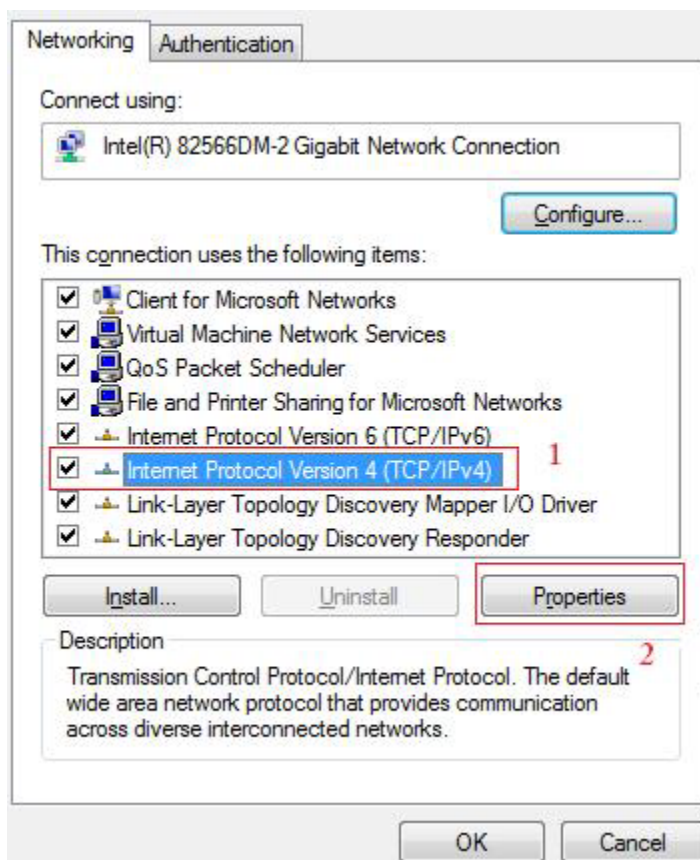 Networking Authentication
Connect using:
Intel(R) 82566DM-2 Gigabit Network Connection
Configure...
This connection uses the following items:
Client for Microsoft Networks
Virtual Machine Network Services
QoS Packet Scheduler
File and Printer Sharing for Microsoft Networks
Internet Protocol Version 6 (TCP/IPv6)
Internet Protocol Version 4 (TCP/IPv4) 1
Link-Layer Topology Discovery Mapper I/O Driver
Link-Layer Topology Discovery Responder
Install... Uninstall Properties
Description 2
Transmission Control Protocol/Internet Protocol. The default
wide area network protocol that provides communication
across diverse interconnected networks.
OK Cancel